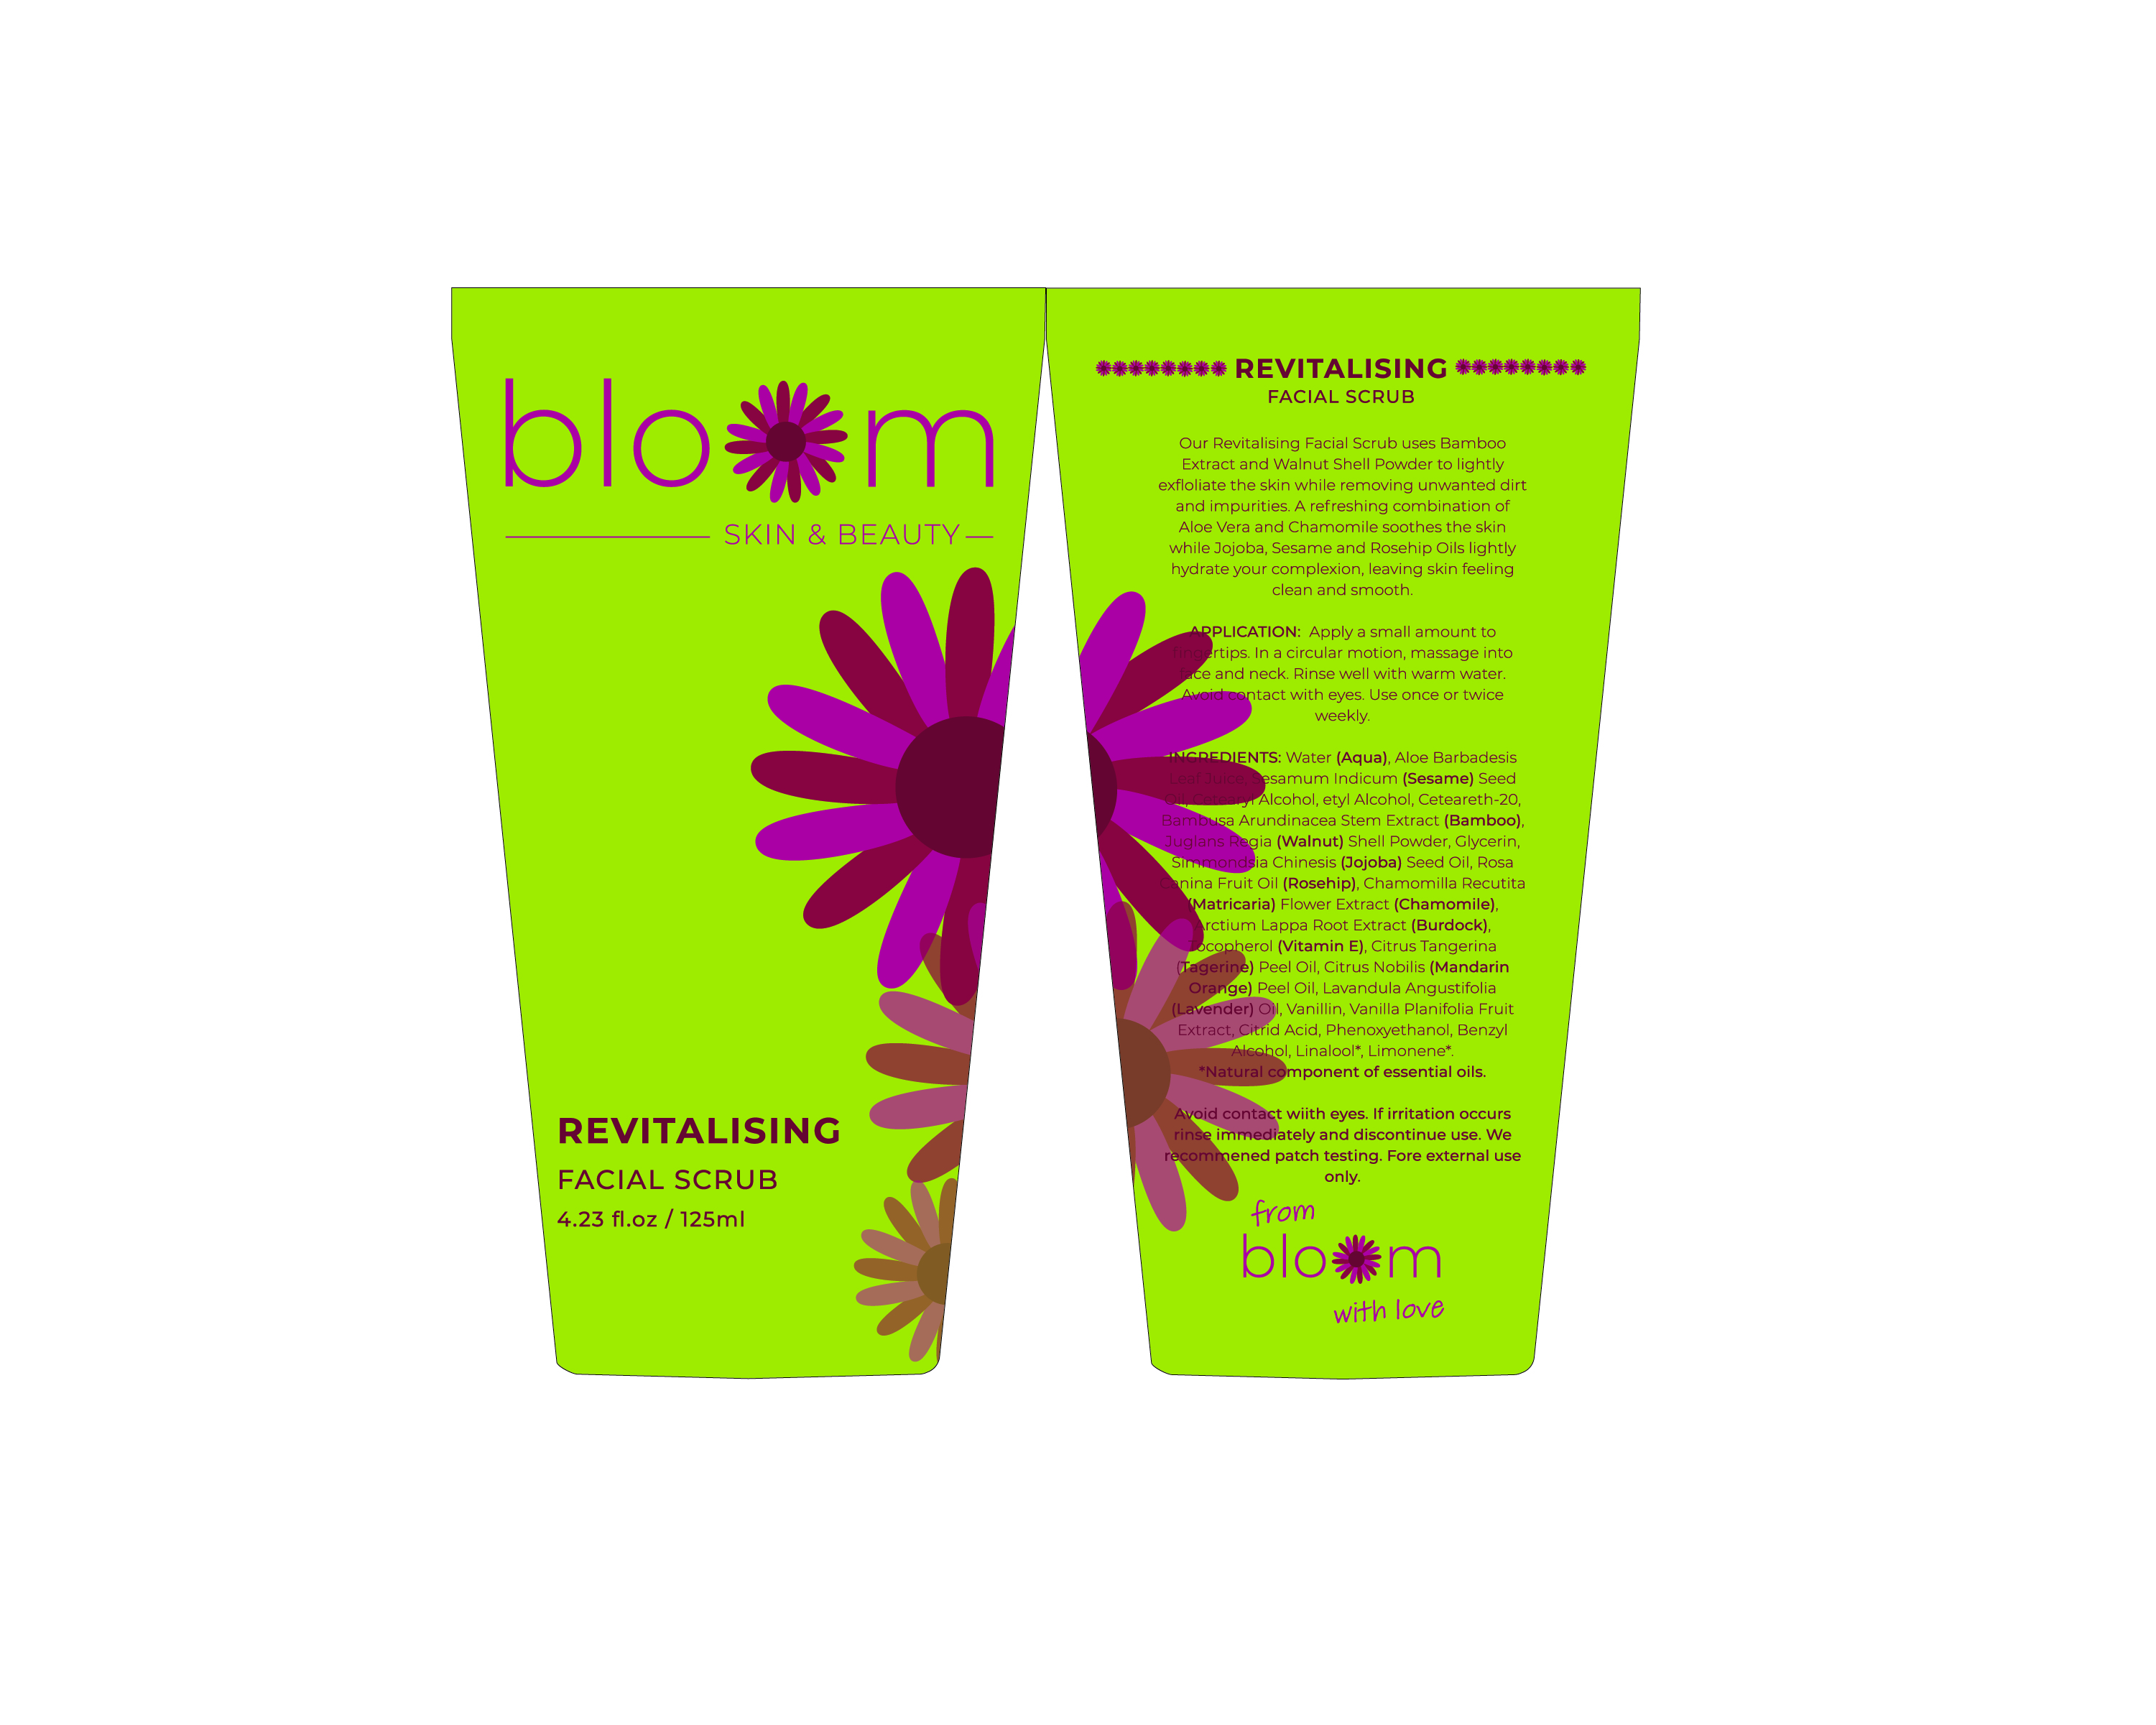 bloom
SKIN & BEAUTY
REVITALISING
FACIAL SCRUB
4.23 fl.oz / 125ml
REVITALISING
FACIAL SCRUB
Our Revitalising Facial Scrub uses Bamboo
Extract and Walnut Shell Powder to lightly
exfloliate the skin while removing unwanted dirt
and impurities. A refreshing combination of
Aloe Vera and Chamomile soothes the skin
while Jojoba, Sesame and Rosehip Oils lightly
hydrate your complexion, leaving skin feeling
clean and smooth.
APPLICATION: Apply a small amount to
fingertips. In a circular motion, massage into
face and neck. Rinse well with warm water.
Avoid contact with eyes. Use once or twice
weekly.
INGREDIENTS: Water (Aqua), Aloe Barbadesis
Leaf Juice, Sesamum Indicum (Sesame) Seed
Oil, Cetearyl Alcohol, etyl Alcohol, Ceteareth-20,
Bambusa Arundinacea Stem Extract (Bamboo),
Juglans Regia (Walnut) Shell Powder, Glycerin,
Simmondsia Chinesis (Jojoba) Seed Oil, Rosa
Canina Fruit Oil (Rosehip), Chamomilla Recutita
(Matricaria) Flower Extract (Chamomile),
Arctium Lappa Root Extract (Burdock),
Tocopherol (Vitamin E), Citrus Tangerina
(Tagerine) Peel Oil, Citrus Nobilis (Mandarin
Orange) Peel Oil, Lavandula Angustifolia
(Lavender) Oil, Vanillin, Vanilla Planifolia Fruit
Extract, Citrid Acid, Phenoxyethanol, Benzyl
Alcohol, Linalool*, Limonene*.
*Natural component of essential oils.
Avoid contact wiith eyes. If irritation occurs
rinse immediately and discontinue use. We
recommened patch testing. Fore external use
only.
from
bloom
with love